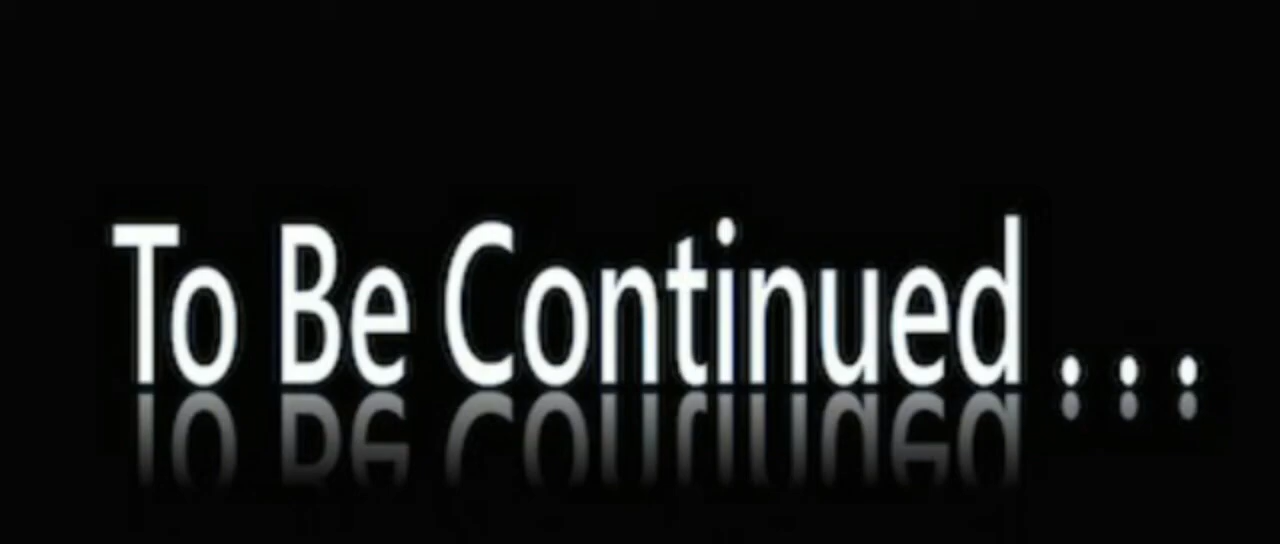 To Be Continued . . .